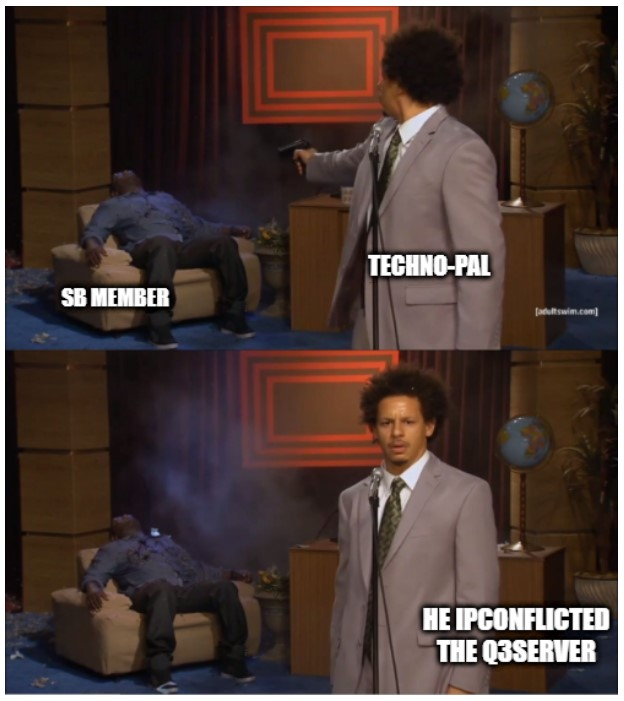 TECHNO-PAL
SB MEMBER
[adultswim.com]
HE IPCONFLICTED
THE Q3SERVER